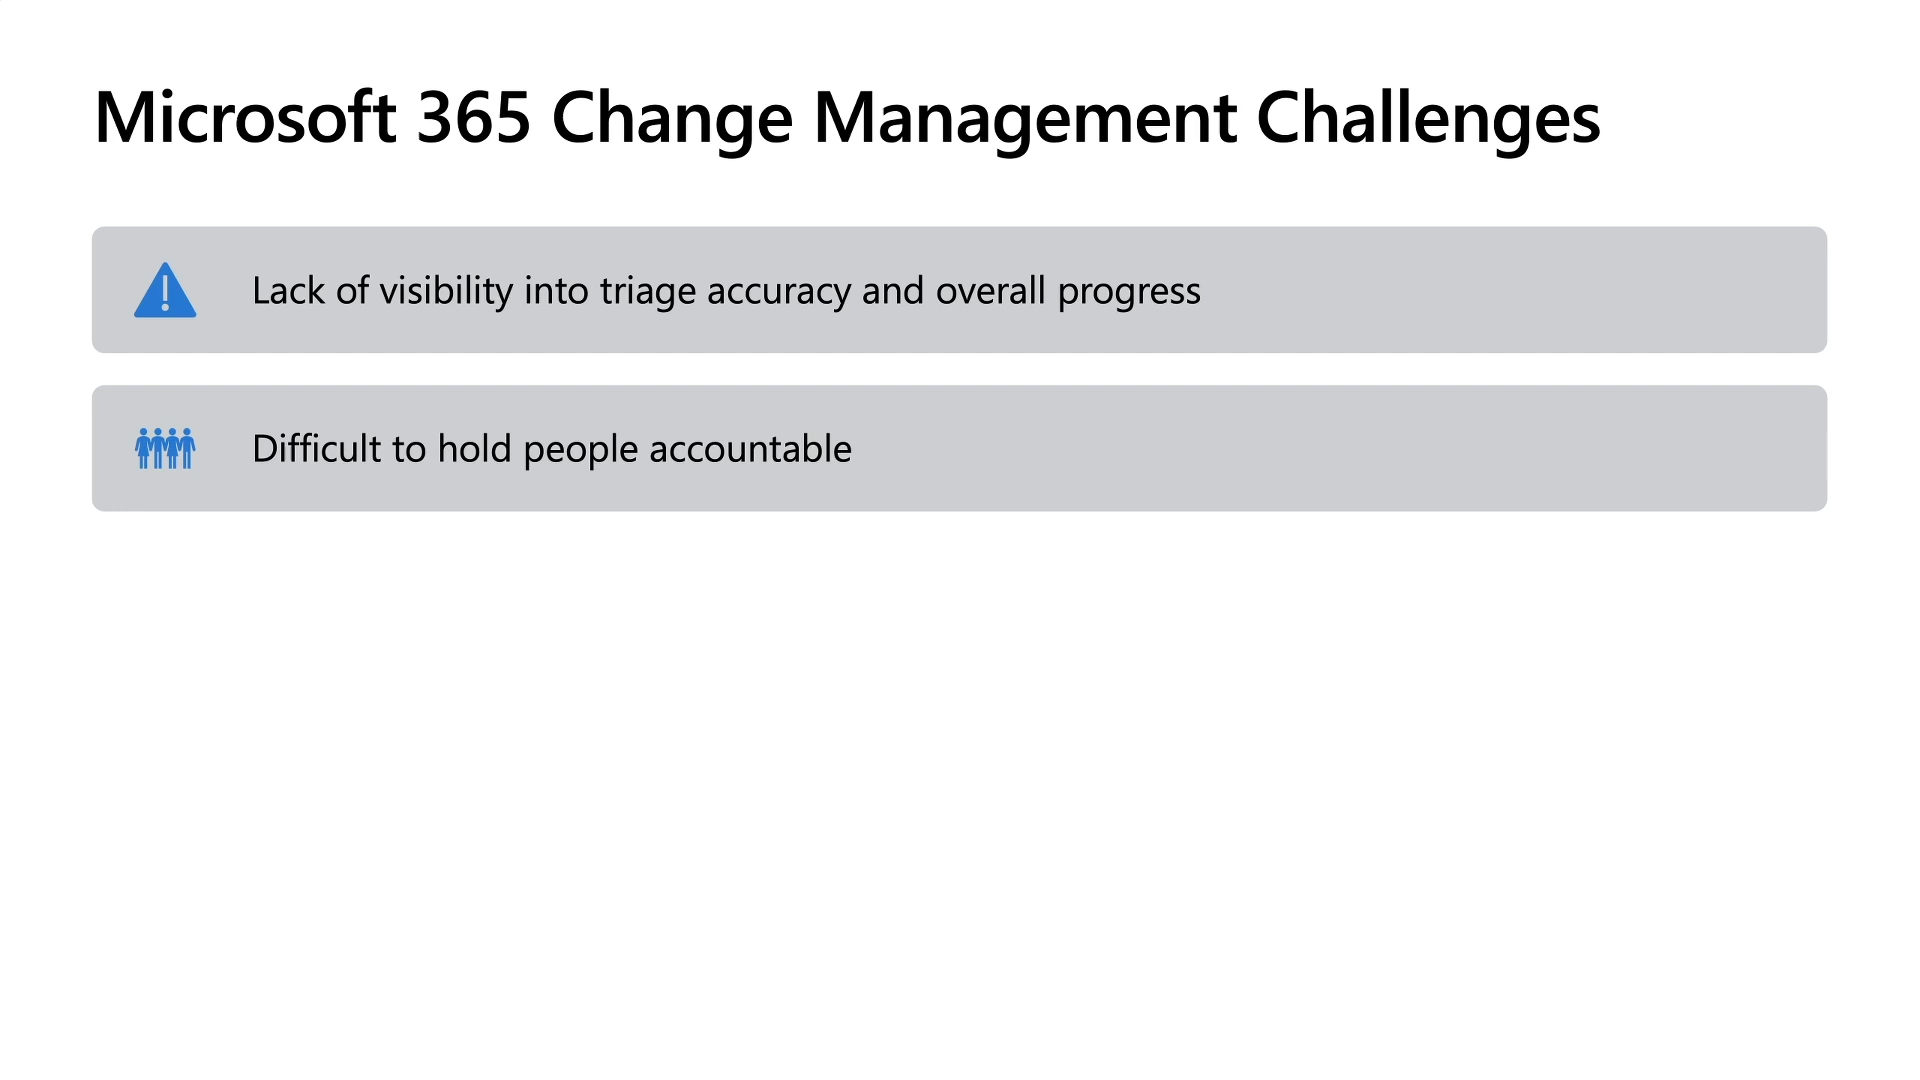 Microsoft 365 Change Management Challenges
Lack of visibility into triage accuracy and overall progress
Difficult to hold people accountable